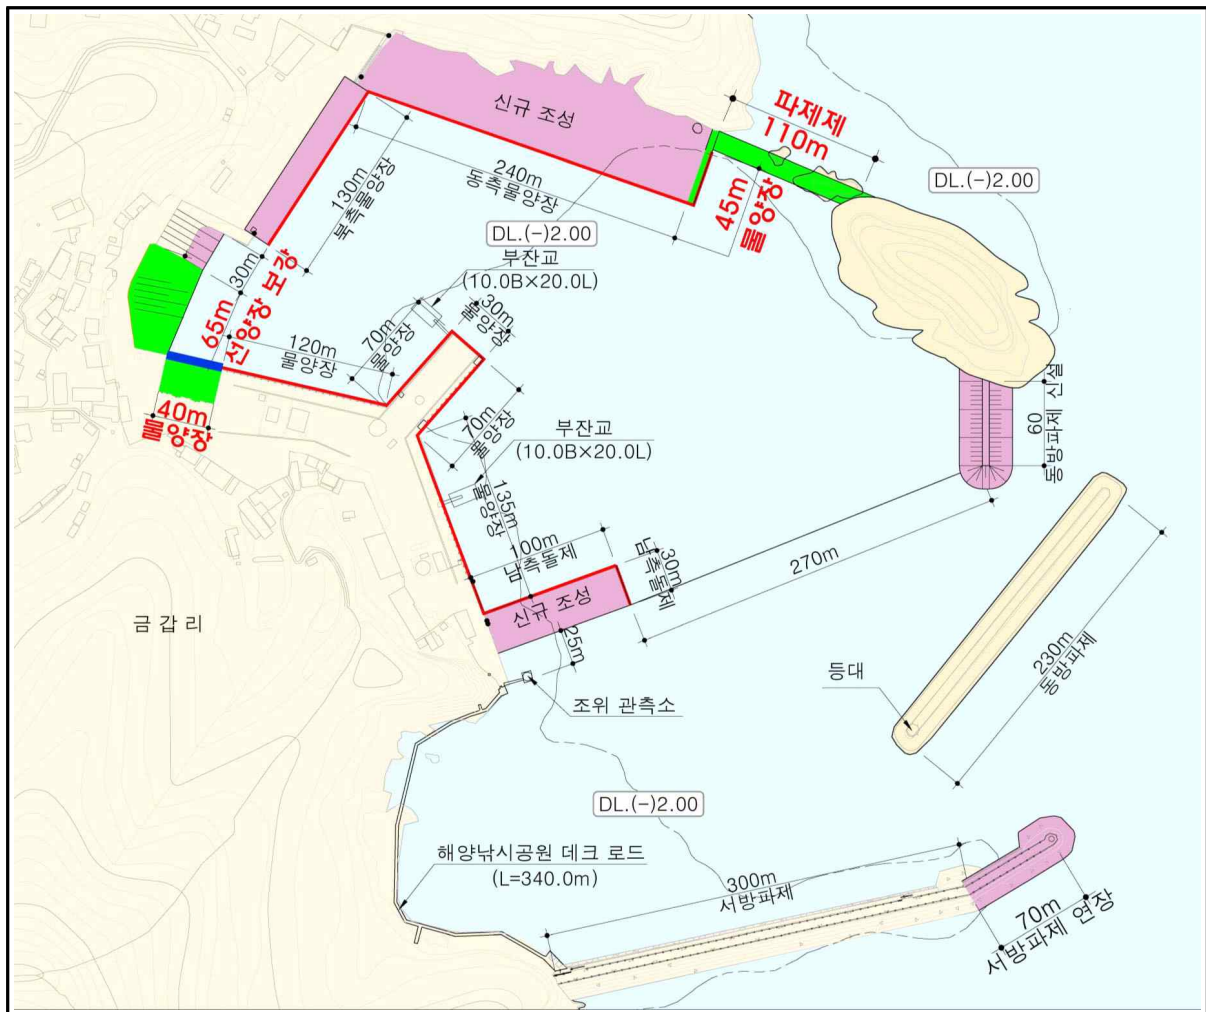 신규 조성
파제제
110m
DL.(-)2.00
240m
동측물양장
130m
북측물양장
45m
물양장
DL.(-)2.00
부잔교
(10.0B×20.0L)
30m
65m
선양장 보강
30m
물양장
70m
물양장
120m
물양장
40m
물양장
70m
물양장
부잔교
(10.0B×20.0L)
135m
물양장
60
동방파제 신설
100m
남측돌제
30m
남측돌제
270m
신규 조성
25m
금갑리
230m
동방파제
등대
조위 관측소
DL.(-)2.00
해양낚시공원 데크 로드
(L=340.0m)
300m
서방파제
70m
서방파제 연장